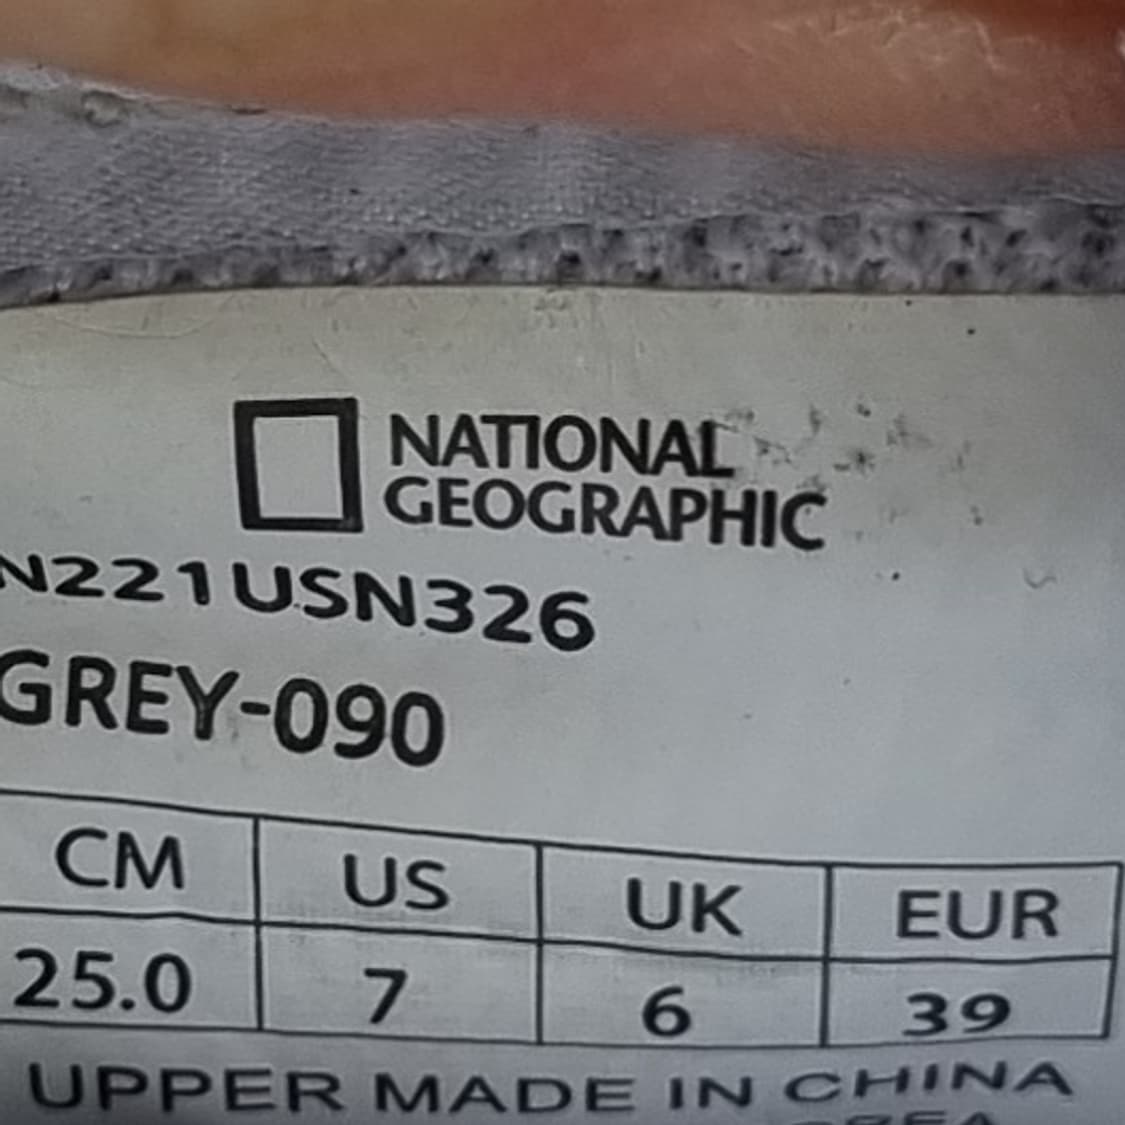 NATIONAL
GEOGRAPHIC
N221USN326
GREY-090
CM US UK EUR
25.0 7 6 39
UPPER MADE IN CHINA